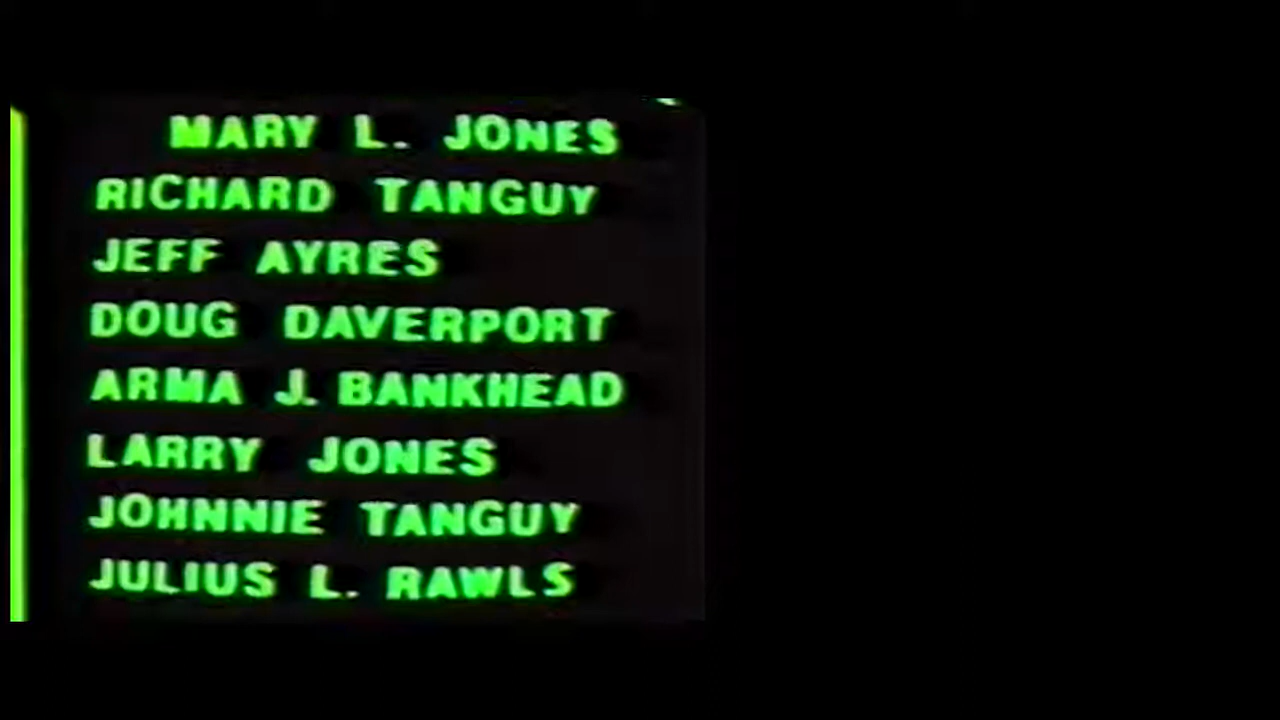 MARY L. JONES
RICHARD TANGUY
JEFF AYRES
DOUG DAVERPORT
ARMA J. BANKHEAD
LARRY JONES
JOHNNIE TANGUY
JULIUS L. RAWLS